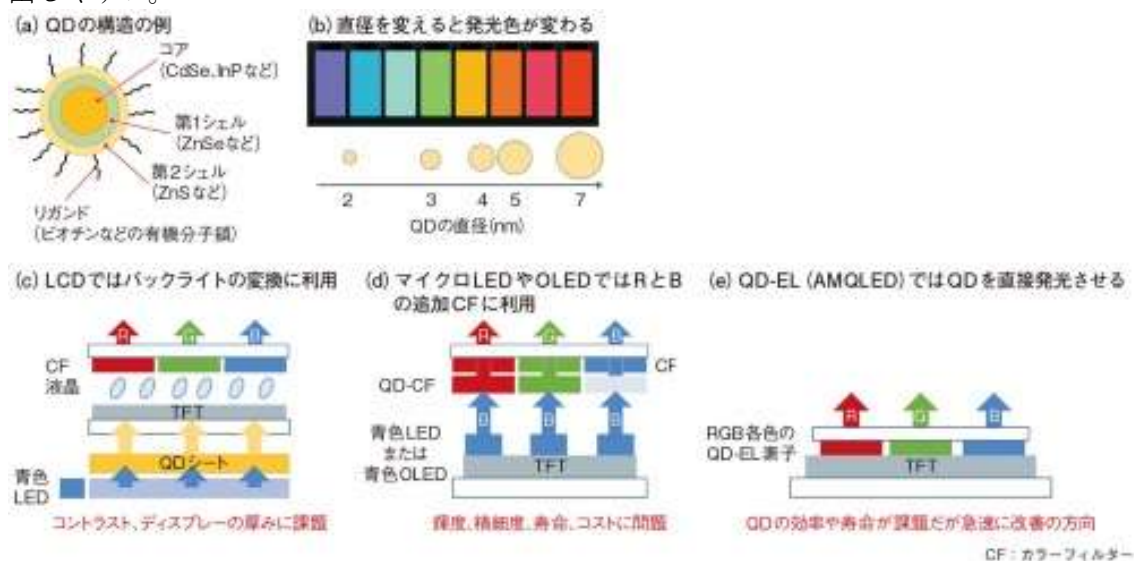 (a) QDの構造の例
コア
(CdSe、InPなど)
第1シェル
(ZnSeなど)
第2シェル
(ZnSなど)
リガンド
(ビオチンなどの有機分子鎖)
(b) 直径を変えると発光色が変わる
2 3 4 5 7
QDの直径(nm)
(c) LCDではバックライトの変換に利用
R G B
CF
液晶
TFT
QDシート
青色
LED
コントラスト、ディスプレーの厚みに課題
(d) マイクロLEDやOLEDではRとB
の追加CFに利用
R G B
CF
QD-CF
B B B
青色LED
または
青色OLED
TFT
輝度、精細度、寿命、コストに問題
(e) QD-EL (AMQLED)ではQDを直接発光させる
R G B
RGB各色の
QD-EL素子
TFT
QDの効率や寿命が課題だが急速に改善の方向
CF:カラーフィルター